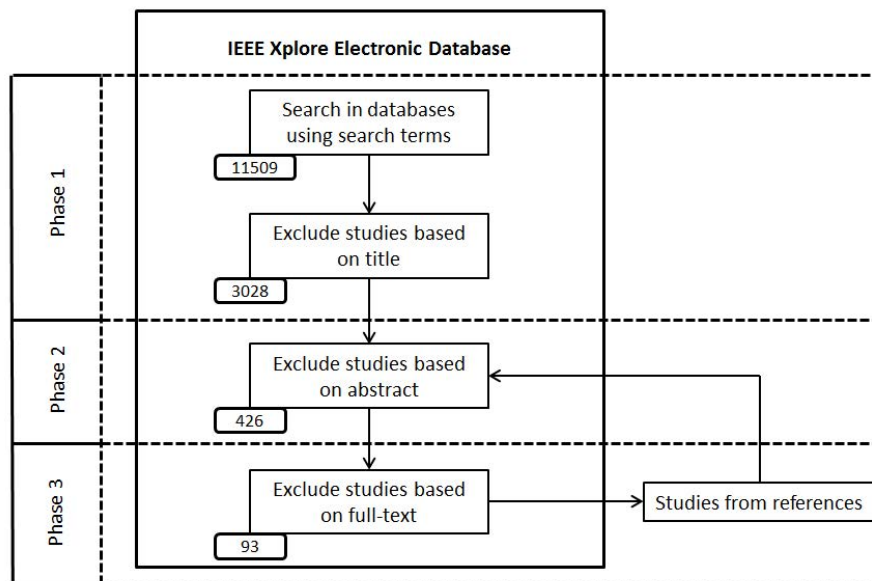 IEEE Xplore Electronic Database
Phase 1
Search in databases
using search terms
11509
Exclude studies based
on title
3028
Phase 2
Exclude studies based
on abstract
426
Phase 3
Exclude studies based
on full-text
93
Studies from references